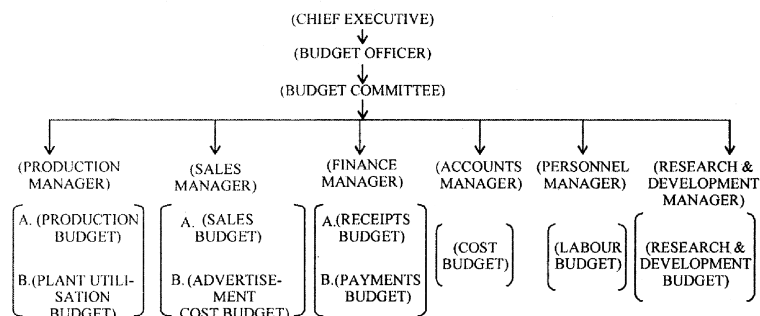 (CHIEF EXECUTIVE)
(BUDGET OFFICER)
(BUDGET COMMITTEE)
(PRODUCTION
MANAGER)
(SALES
MANAGER)
(FINANCE
MANAGER)
(ACCOUNTS
MANAGER)
(PERSONNEL
MANAGER)
(RESEARCH &
DEVELOPMENT
MANAGER)
A. (PRODUCTION
BUDGET)
B. (PLANT UTILI-
SATION
BUDGET)
A. (SALES
BUDGET)
B. (ADVERTISE-
MENT
COST BUDGET)
A. (RECEIPTS
BUDGET)
B. (PAYMENTS
BUDGET)
(COST
BUDGET)
(LABOUR
BUDGET)
(RESEARCH &
DEVELOPMENT
BUDGET)